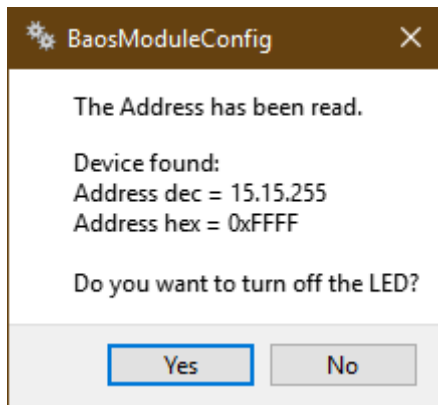 BaosModuleConfig
The Address has been read.
Device found:
Address dec = 15.15.255
Address hex = 0xFFFF
Do you want to turn off the LED?
Yes
No